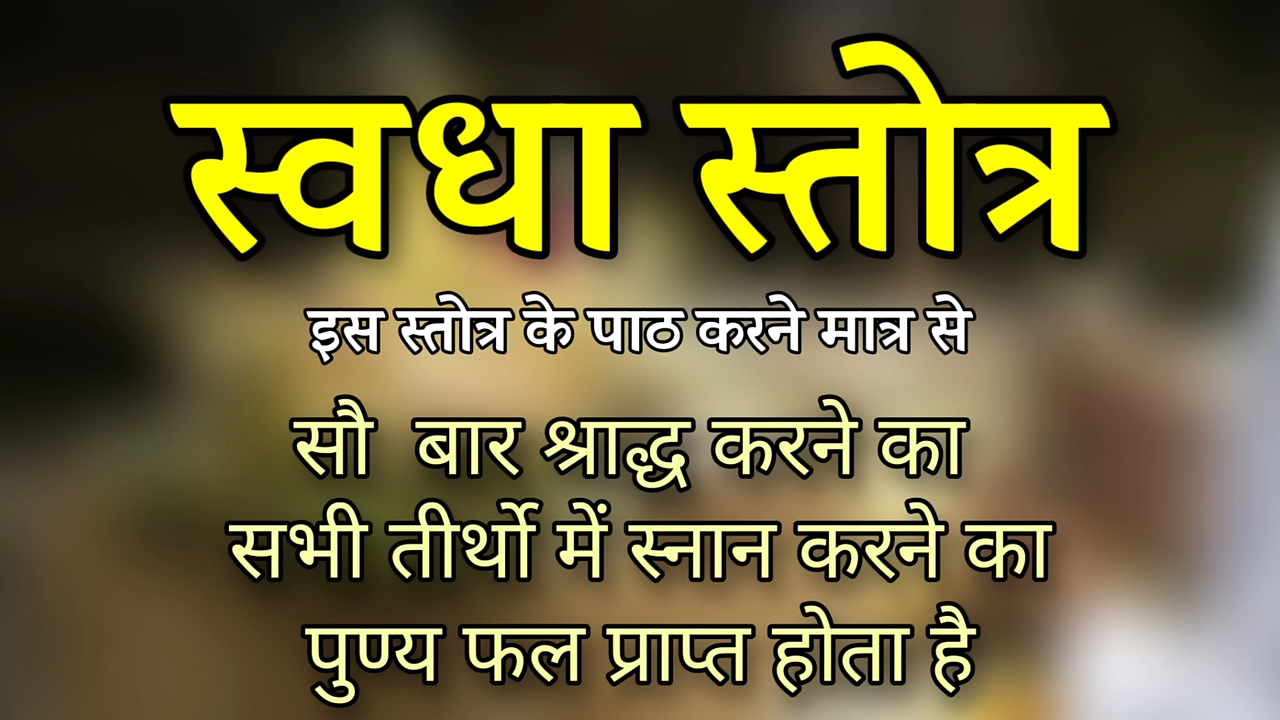 स्वधा स्तोत्र
इस स्तोत्र के पाठ करने मात्र से
सौ बार श्राद्ध करने का
सभी तीर्थो में स्नान करने का
पुण्य फल प्राप्त होता है